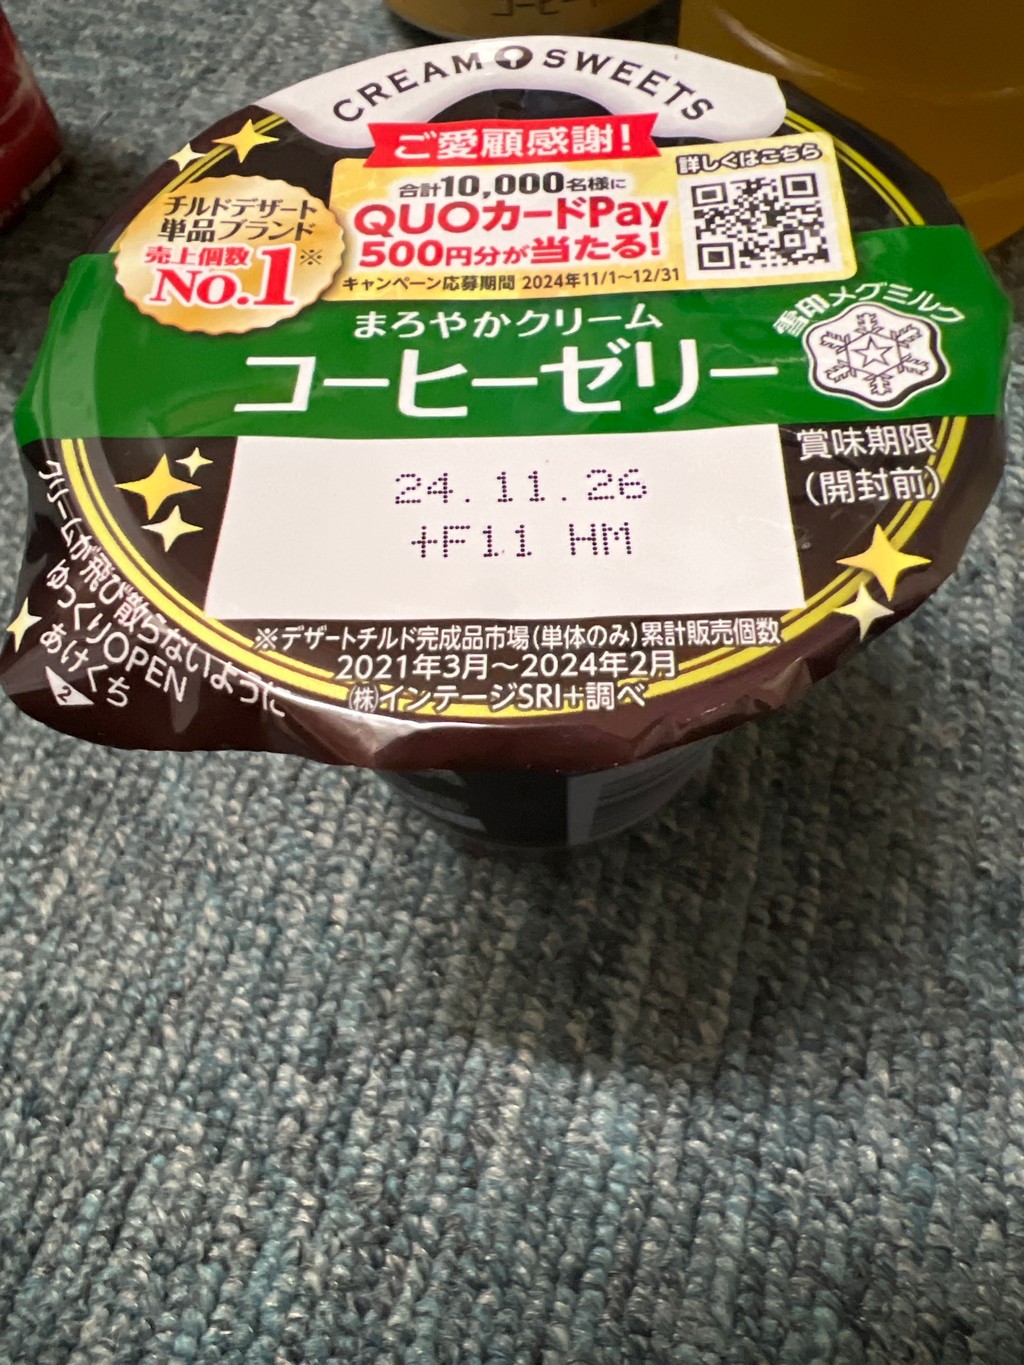 コーヒー
CREAM SWEETS
ご愛顧感謝!
詳しくはこちら
合計10,000名様に
QUOカードPay
500円分が当たる!
キャンペーン応募期間 2024年11/1~12/31
チルドデザート
単品ブランド
売上個数
No.1※
雪印メグミルク
まろやかクリーム
コーヒーゼリー
賞味期限
(開封前)
24.11.26
+F11 HM
クリームが飛び散らないように
ゆっくりOPEN
あけくち
2
※デザートチルド完成品市場(単体のみ)累計販売個数
2021年3月~2024年2月
(株)インテージSRI+調べ